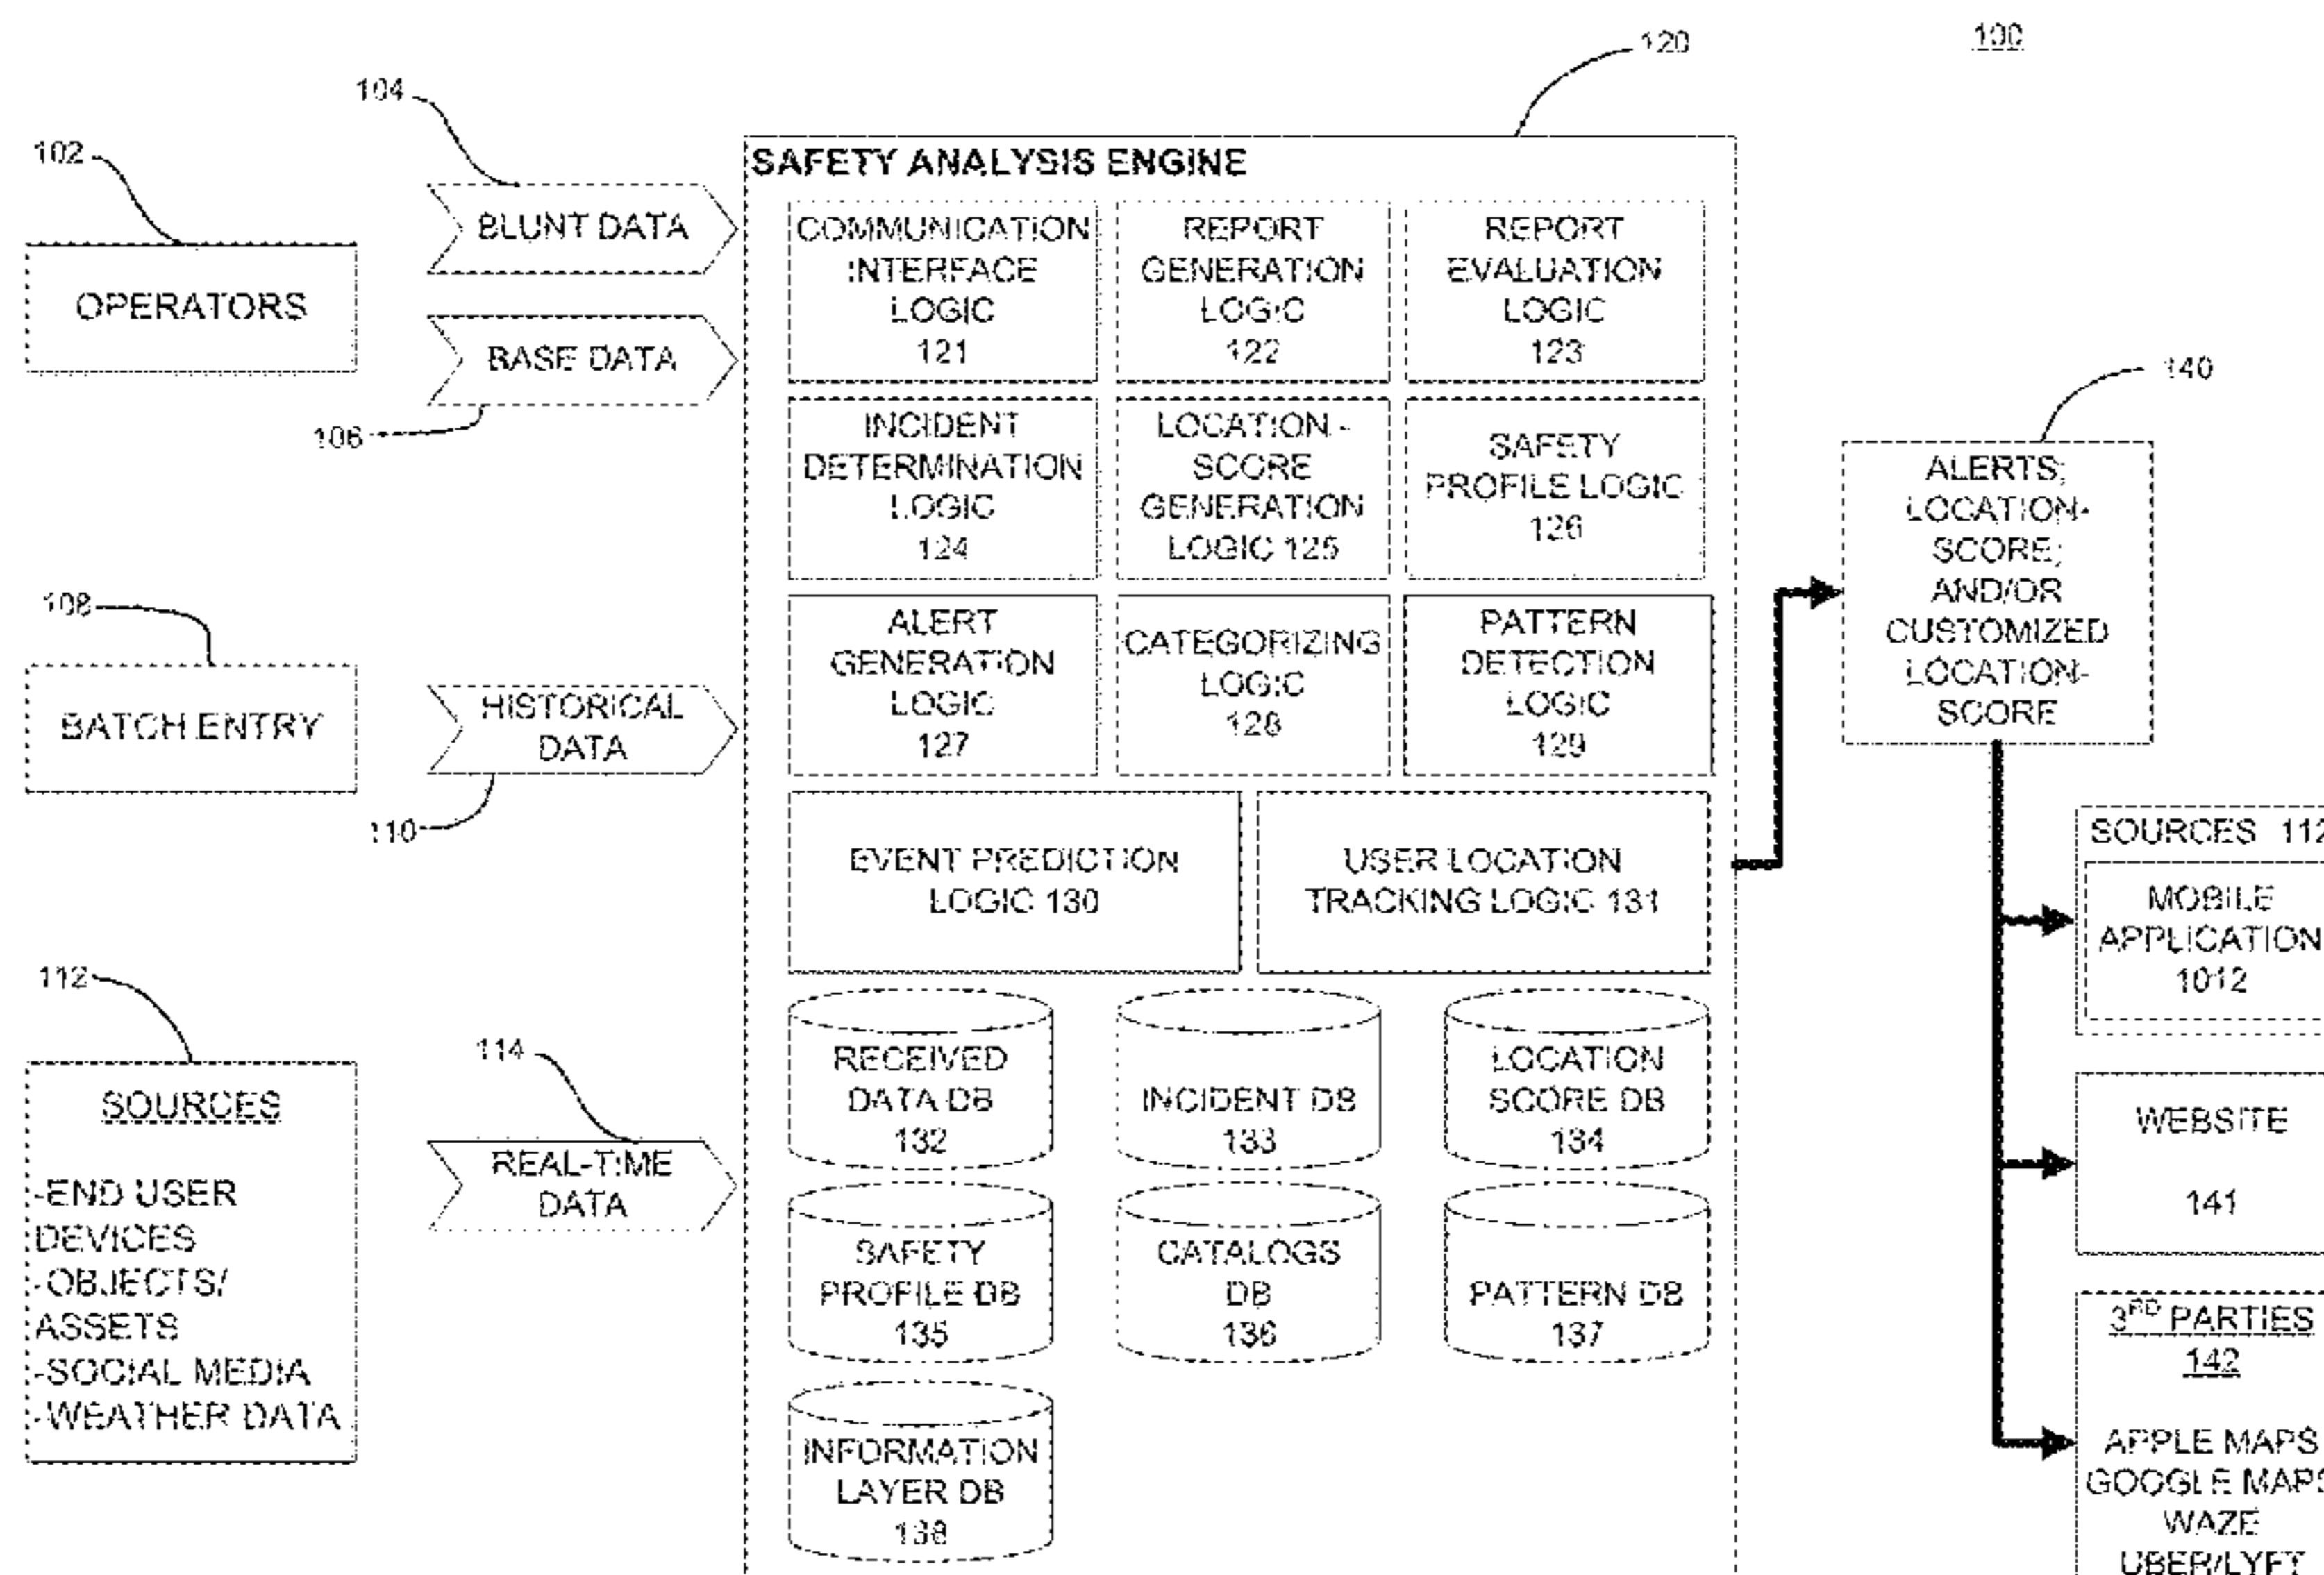 100
120
104
102
BLUNT DATA
OPERATORS
BASE DATA
106
108
BATCH ENTRY
HISTORICAL
DATA
110
112
SOURCES
-END USER
DEVICES
-OBJECTS/
ASSETS
-SOCIAL MEDIA
-WEATHER DATA
114
REAL-TIME
DATA
SAFETY ANALYSIS ENGINE
COMMUNICATION
INTERFACE
LOGIC
121
REPORT
GENERATION
LOGIC
122
REPORT
EVALUATION
LOGIC
123
INCIDENT
DETERMINATION
LOGIC
124
LOCATION-
SCORE
GENERATION
LOGIC 125
SAFETY
PROFILE LOGIC
126
ALERT
GENERATION
LOGIC
127
CATEGORIZING
LOGIC
128
PATTERN
DETECTION
LOGIC
129
EVENT PREDICTION
LOGIC 130
USER LOCATION
TRACKING LOGIC 131
RECEIVED
DATA DB
132
INCIDENT DB
133
LOCATION
SCORE DB
134
SAFETY
PROFILE DB
135
CATALOGS
DB
136
PATTERN DB
137
INFORMATION
LAYER DB
138
140
ALERTS;
LOCATION-
SCORE;
AND/OR
CUSTOMIZED
LOCATION-
SCORE
SOURCES 112
MOBILE
APPLICATION
1012
WEBSITE
141
3RD PARTIES
142
APPLE MAPS
GOOGLE MAPS
WAZE
UBER/LYFT